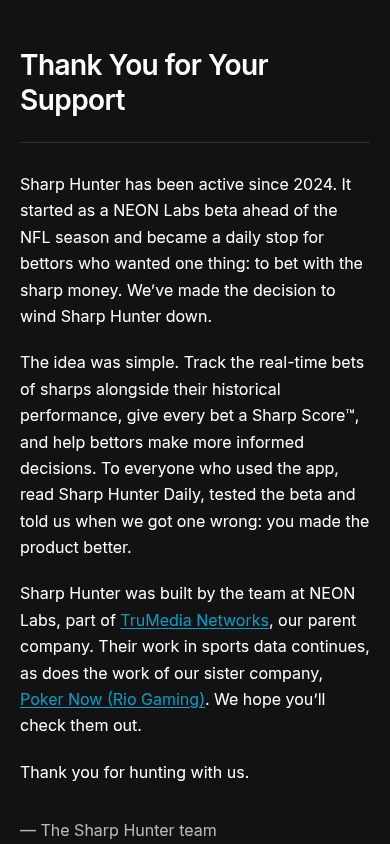 Thank You for Your
Support
Sharp Hunter has been active since 2024. It
started as a NEON Labs beta ahead of the
NFL season and became a daily stop for
bettors who wanted one thing: to bet with the
sharp money. We’ve made the decision to
wind Sharp Hunter down.
The idea was simple. Track the real-time bets
of sharps alongside their historical
performance, give every bet a Sharp Score™,
and help bettors make more informed
decisions. To everyone who used the app,
read Sharp Hunter Daily, tested the beta and
told us when we got one wrong: you made the
product better.
Sharp Hunter was built by the team at NEON
Labs, part of TruMedia Networks, our parent
company. Their work in sports data continues,
as does the work of our sister company,
Poker Now (Rio Gaming). We hope you’ll
check them out.
Thank you for hunting with us.
— The Sharp Hunter team